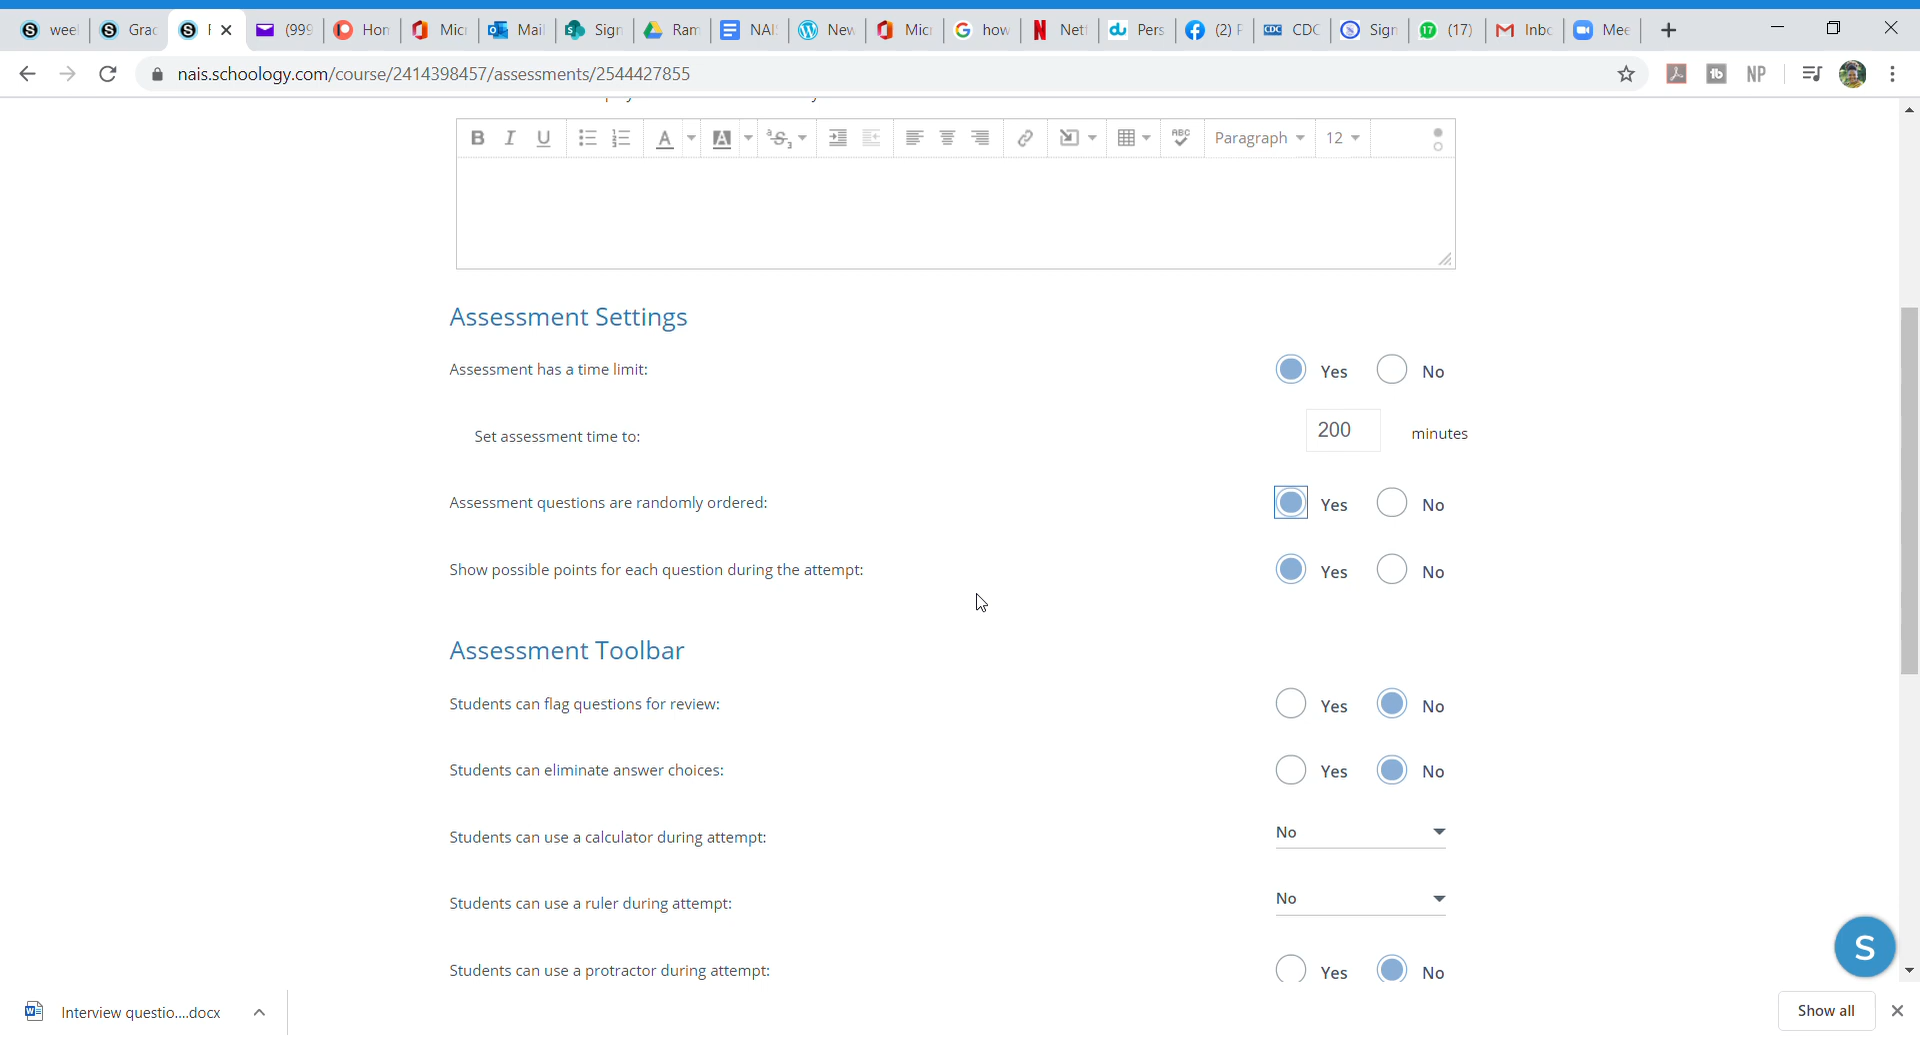 weel
Grad
F
(999
Hon
Micr
Mail
Sign
Ram
NAI
New
Micr
how
Netf
Pers
(2) F
CDC
Sign
(17)
Inbo
Mee
nais.schoology.com/course/2414398457/assessments/2544427855
NP
B I U A A S ABC Paragraph 12
Assessment Settings
Assessment has a time limit: Yes No
Set assessment time to: 200 minutes
Assessment questions are randomly ordered: Yes No
Show possible points for each question during the attempt: Yes No
Assessment Toolbar
Students can flag questions for review: Yes No
Students can eliminate answer choices: Yes No
Students can use a calculator during attempt: No
Students can use a ruler during attempt: No
Students can use a protractor during attempt: Yes No
S
Interview questio....docx
Show all